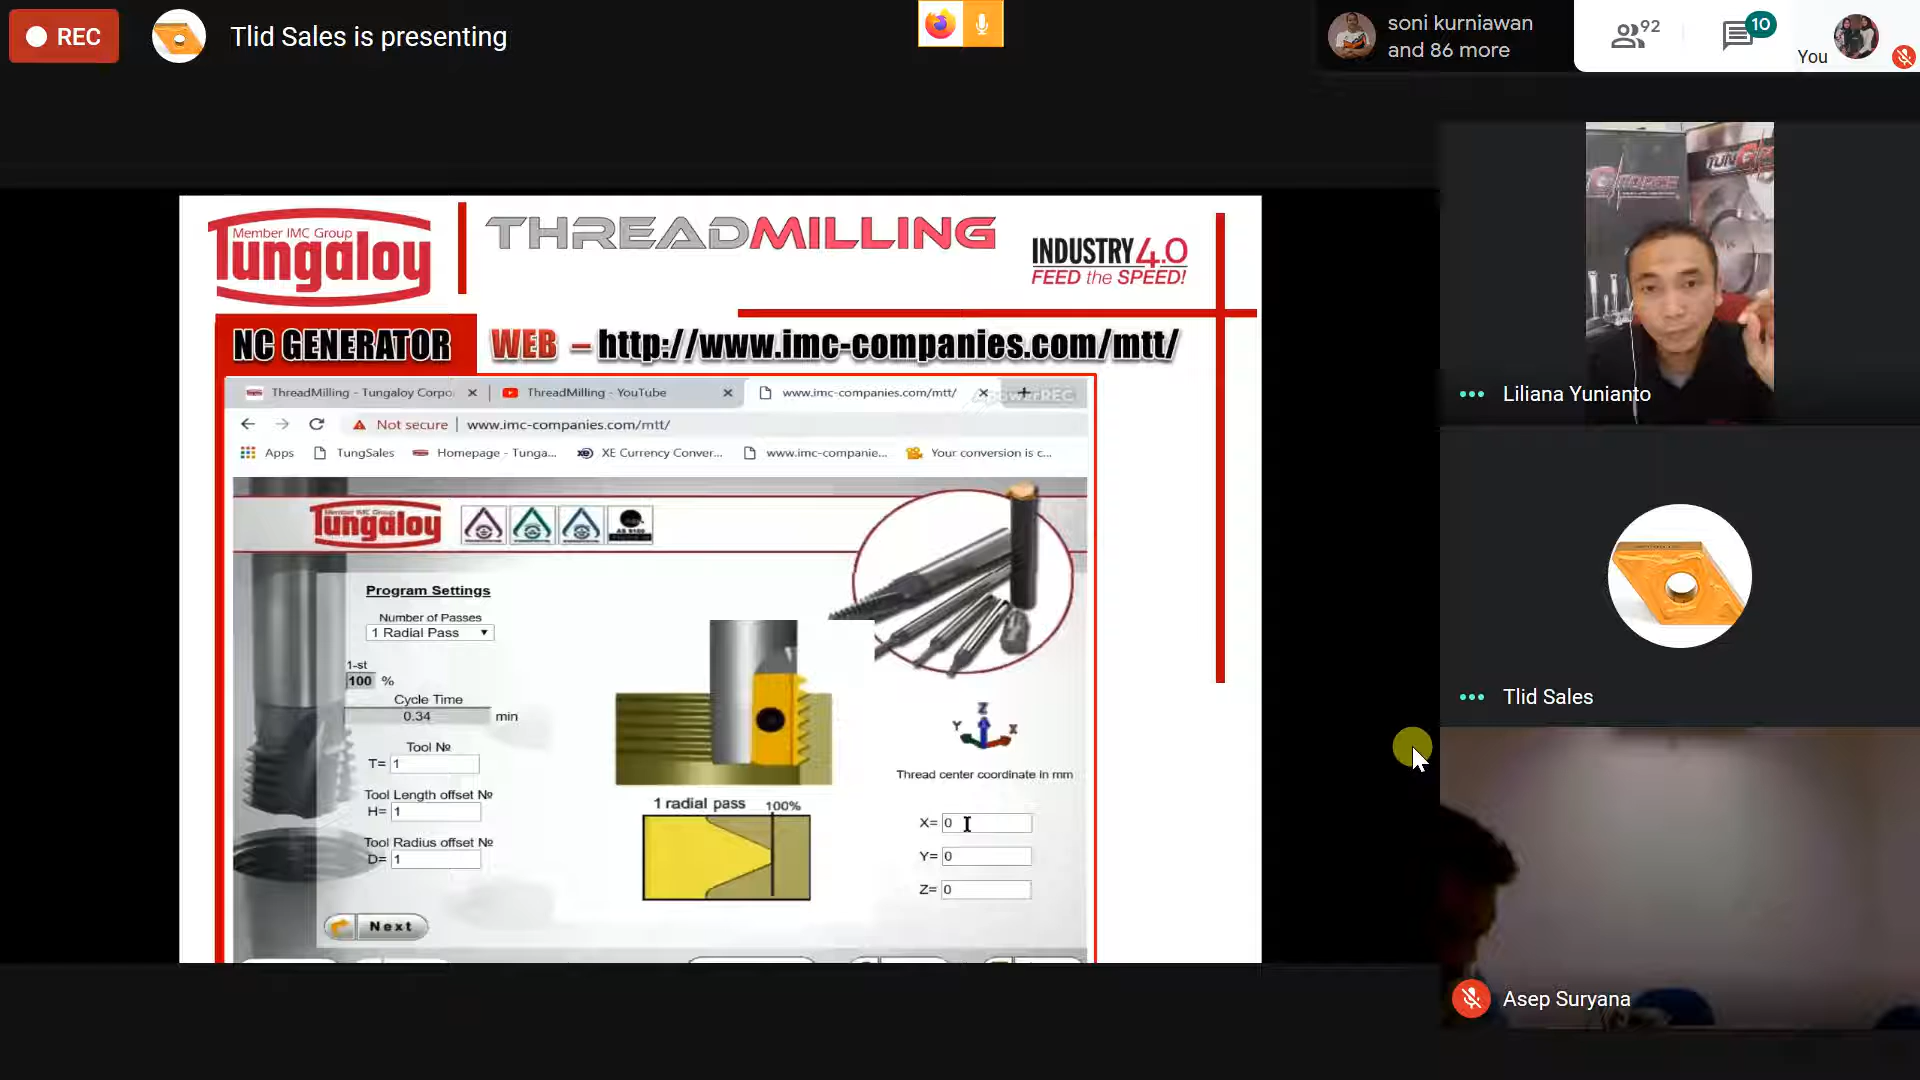 REC
Tlid Sales is presenting
soni kurniawan
and 86 more
92
10
You
Member IMC Group
Tungaloy
THREADMILLING
INDUSTRY 4.0
FEED the SPEED!
NC GENERATOR
WEB – http://www.imc-companies.com/mtt/
ThreadMilling - Tungaloy Corpo
ThreadMilling - YouTube
www.imc-companies.com/mtt/
Not secure
www.imc-companies.com/mtt/
Apps
TungSales
Homepage - Tunga...
XE Currency Conver...
www.imc-companie...
Your conversion is c...
Member IMC Group
Tungaloy
Program Settings
Number of Passes
1 Radial Pass
1-st
100 %
Cycle Time
0.34 min
Tool №
T= 1
Tool Length offset №
H= 1
Tool Radius offset №
D= 1
Next
1 radial pass 100%
Z
Y
X
Thread center coordinate in mm
X= 0
Y= 0
Z= 0
Liliana Yunianto
Tlid Sales
Asep Suryana